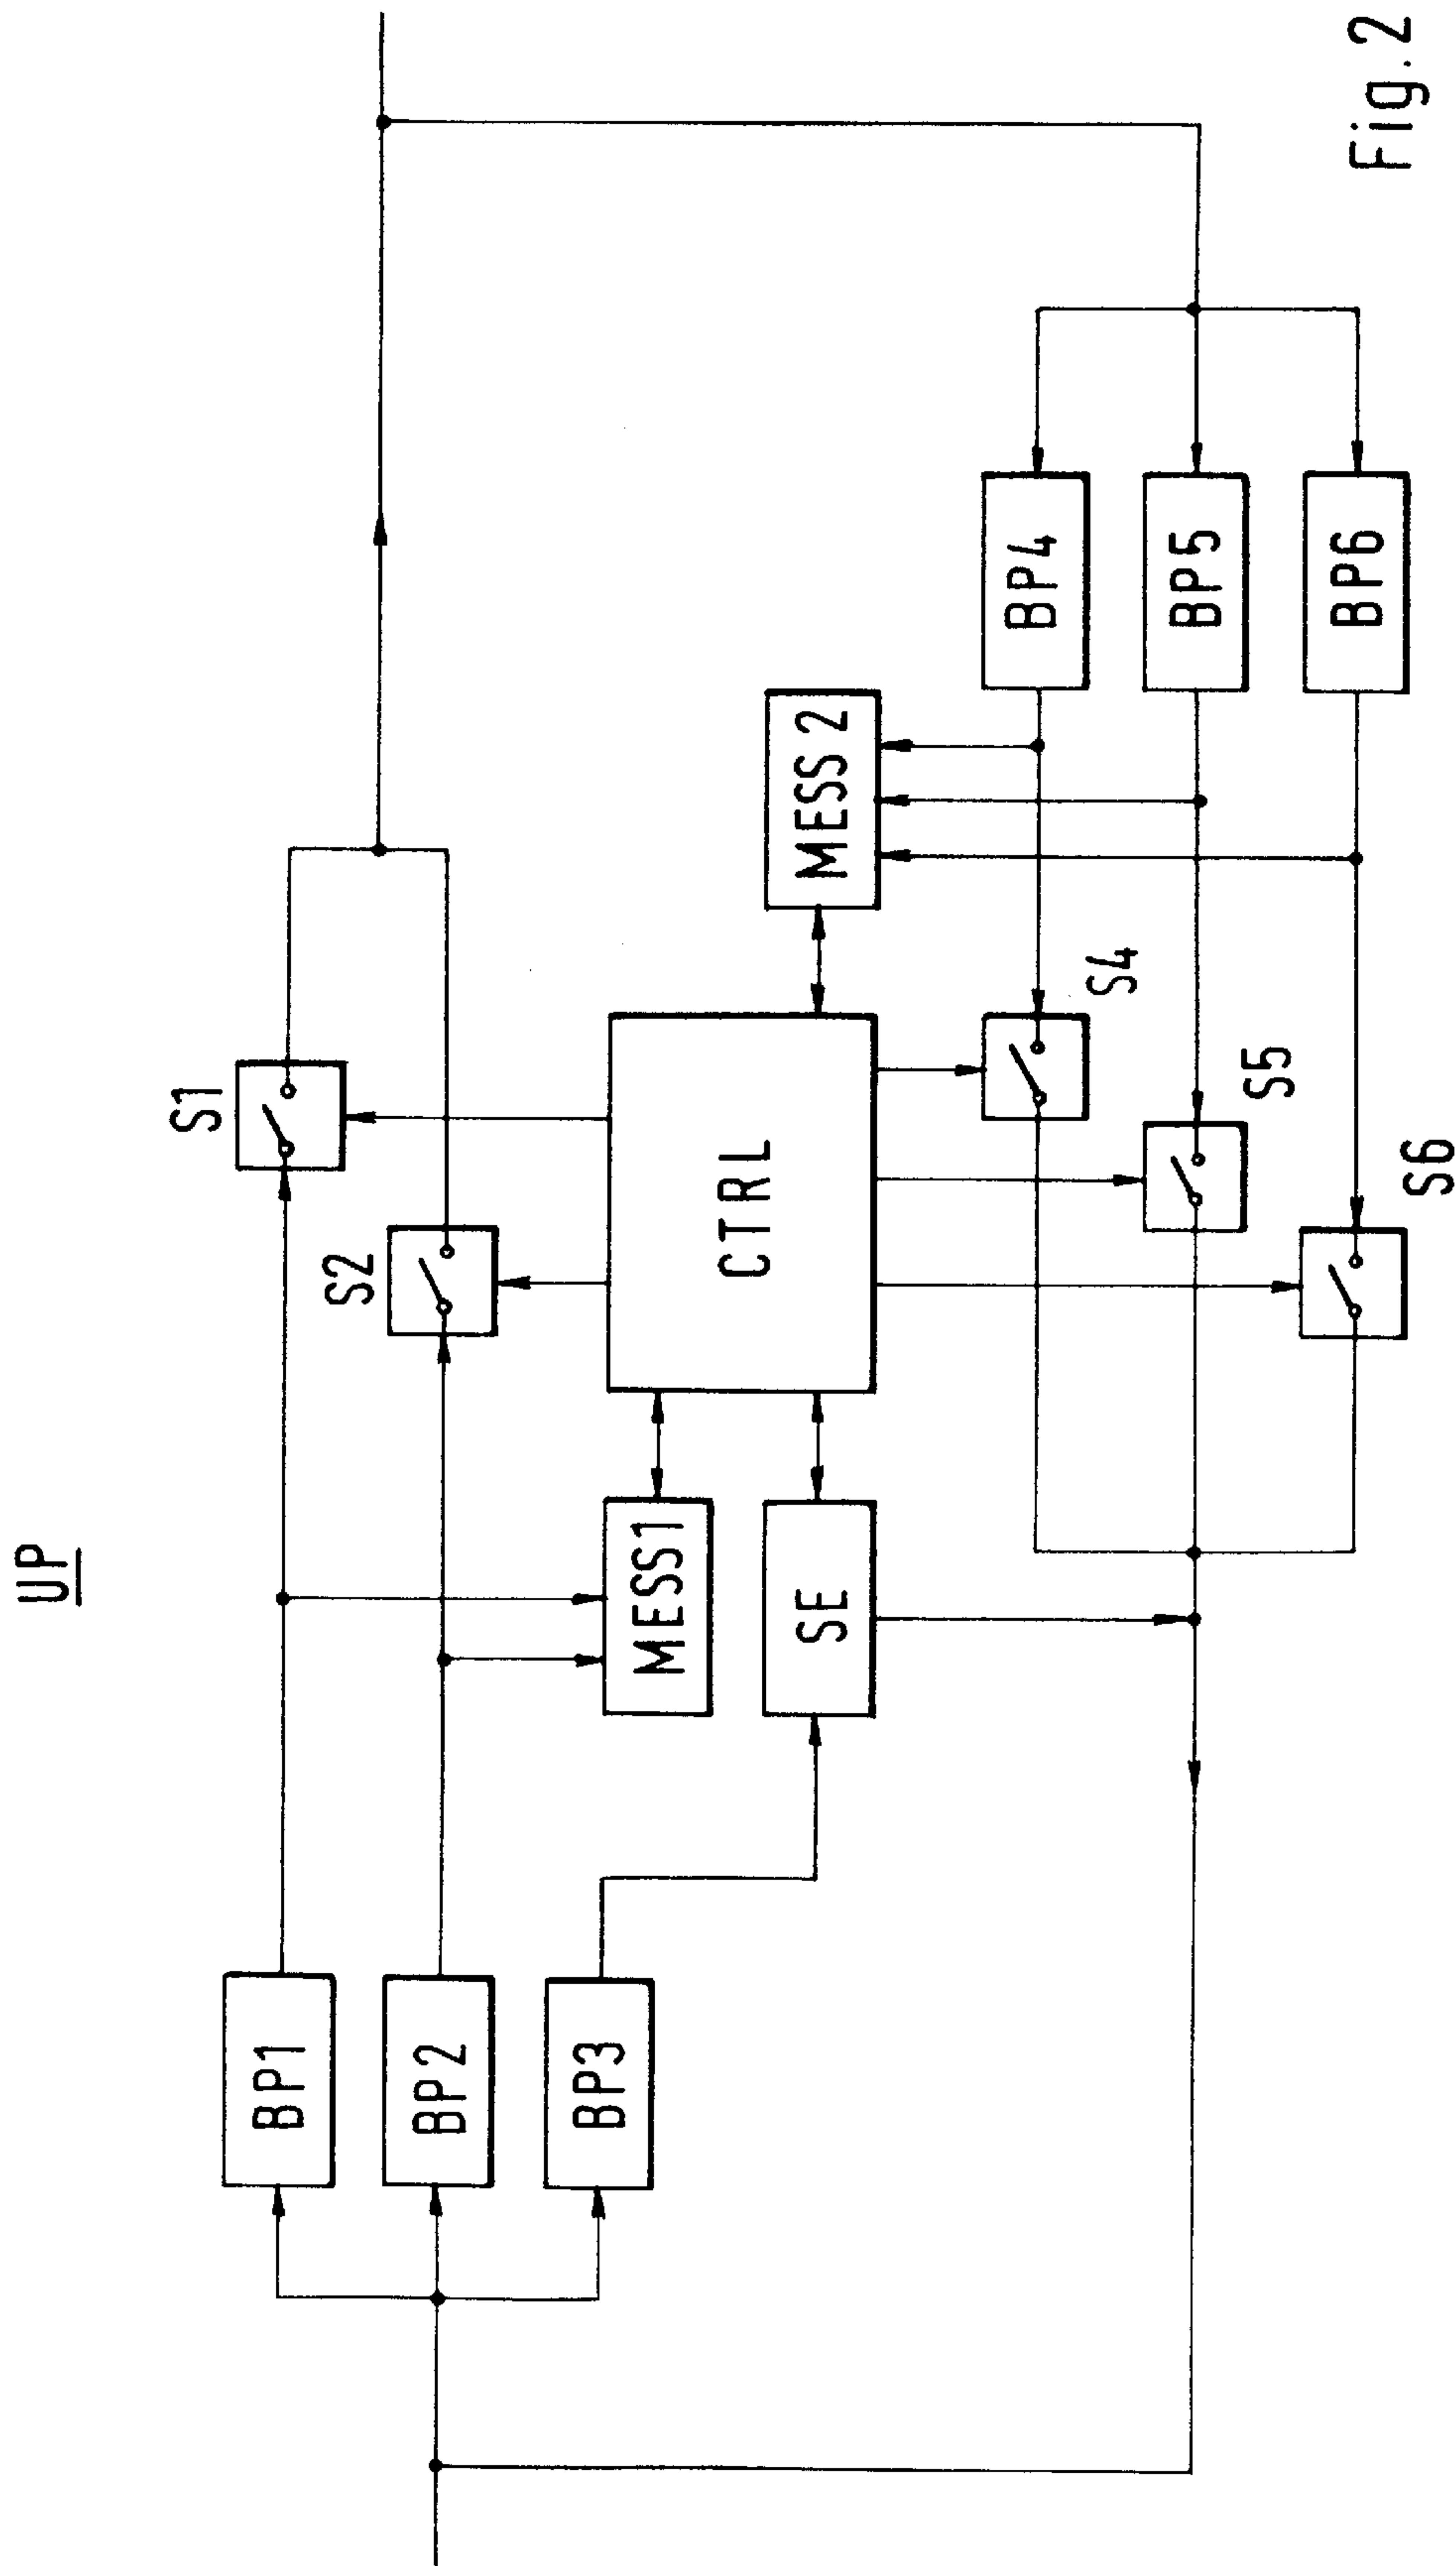 UP
S1
S2
BP1
BP2
BP3
MESS1
SE
CTRL
MESS 2
BP4
BP5
BP6
S4
S5
S6
Fig. 2